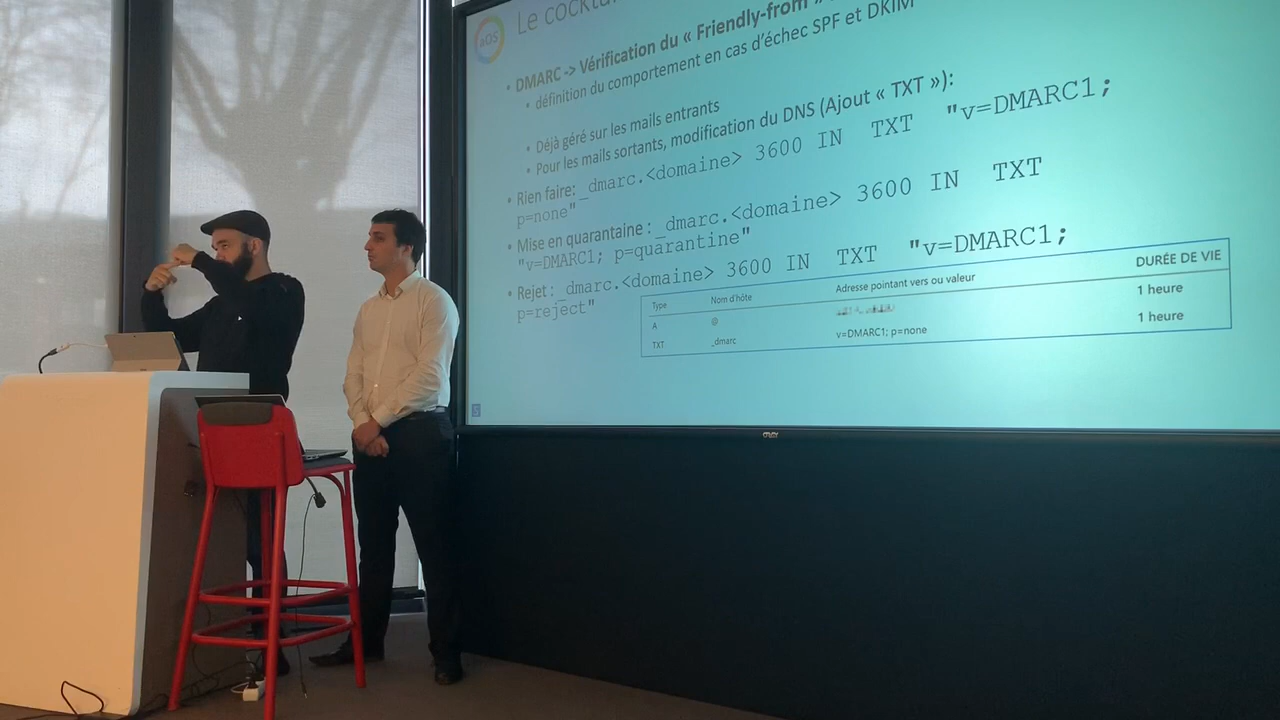 aOS
Le cockta
• DMARC -> Vérification du « Friendly-from »
• définition du comportement en cas d'échec SPF et DKIM
• Déjà géré sur les mails entrants
• Pour les mails sortants, modification du DNS (Ajout « TXT »):
• Rien faire: _dmarc.<domaine> 3600 IN TXT "v=DMARC1;
p=none"
• Mise en quarantaine : _dmarc.<domaine> 3600 IN TXT
"v=DMARC1; p=quarantine"
• Rejet : _dmarc.<domaine> 3600 IN TXT "v=DMARC1;
p=reject"
Type Nom d'hôte Adresse pointant vers ou valeur DURÉE DE VIE
A @ 1 heure
TXT _dmarc v=DMARC1; p=none 1 heure